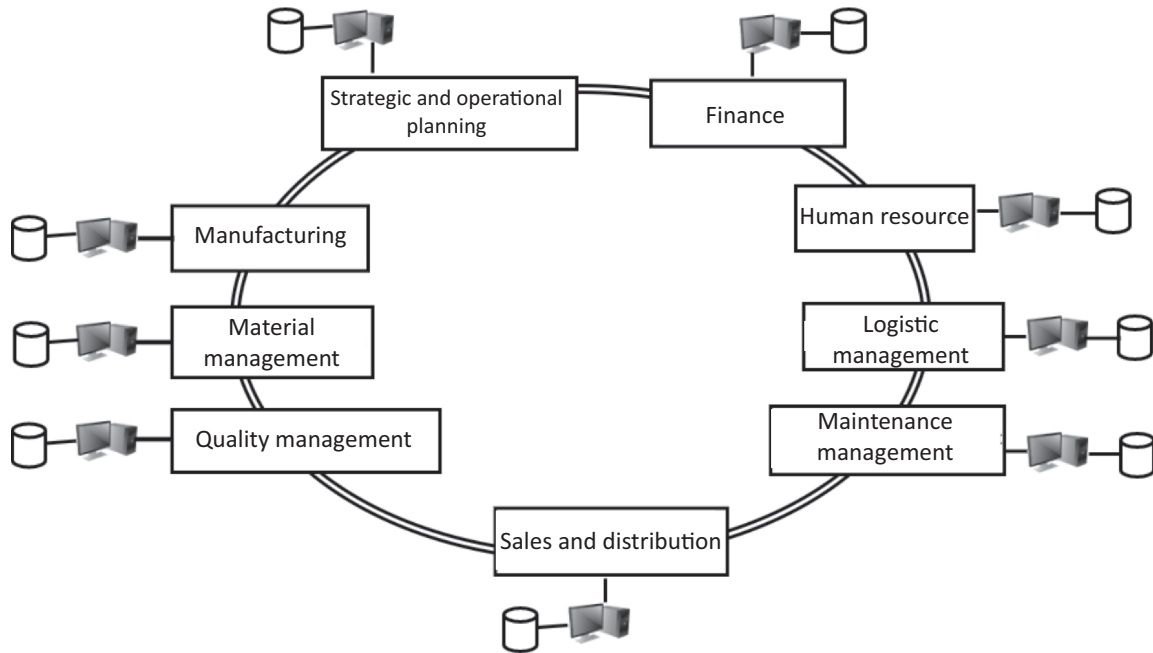 Strategic and operational
planning
Finance
Manufacturing
Human resource
Material
management
Logistic
management
Quality management
Maintenance
management
Sales and distribution